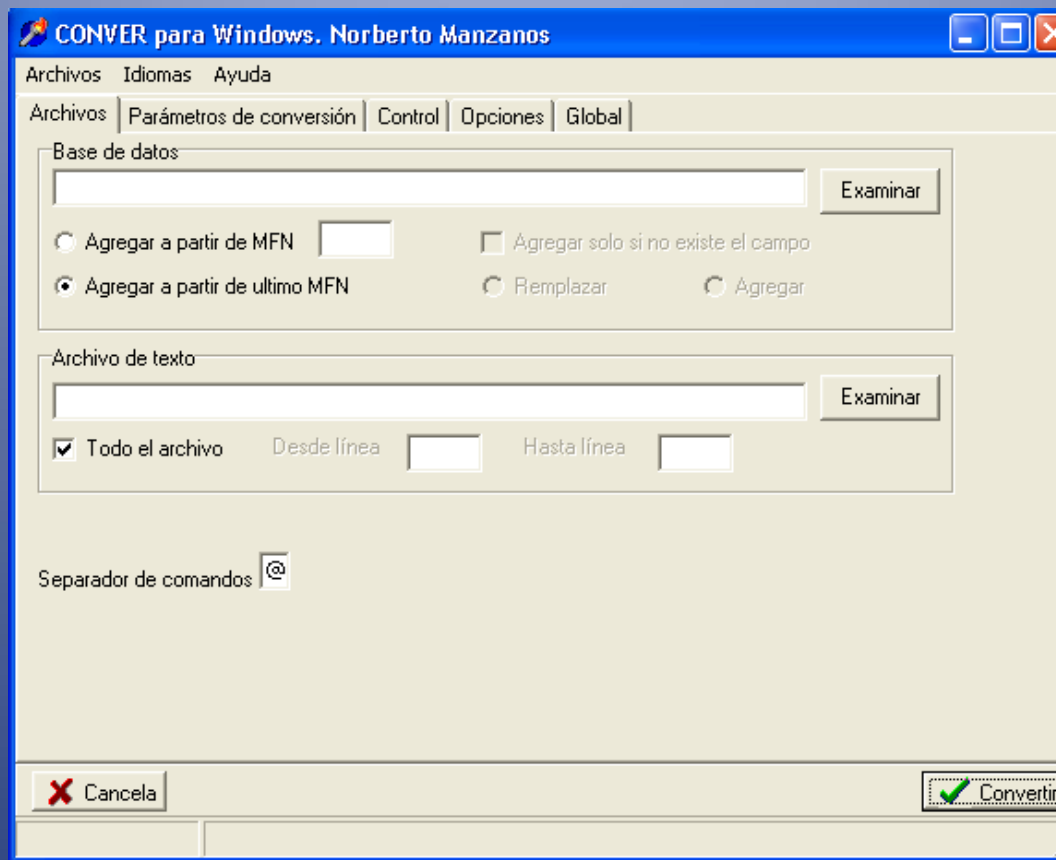 CONVER para Windows. Norberto Manzanos
Archivos Idiomas Ayuda
Archivos Parámetros de conversión Control Opciones Global
Base de datos
Examinar
Agregar a partir de MFN Agregar solo si no existe el campo
Agregar a partir de ultimo MFN Remplazar Agregar
Archivo de texto
Examinar
Todo el archivo Desde línea Hasta línea
Separador de comandos @
Cancela Convertir